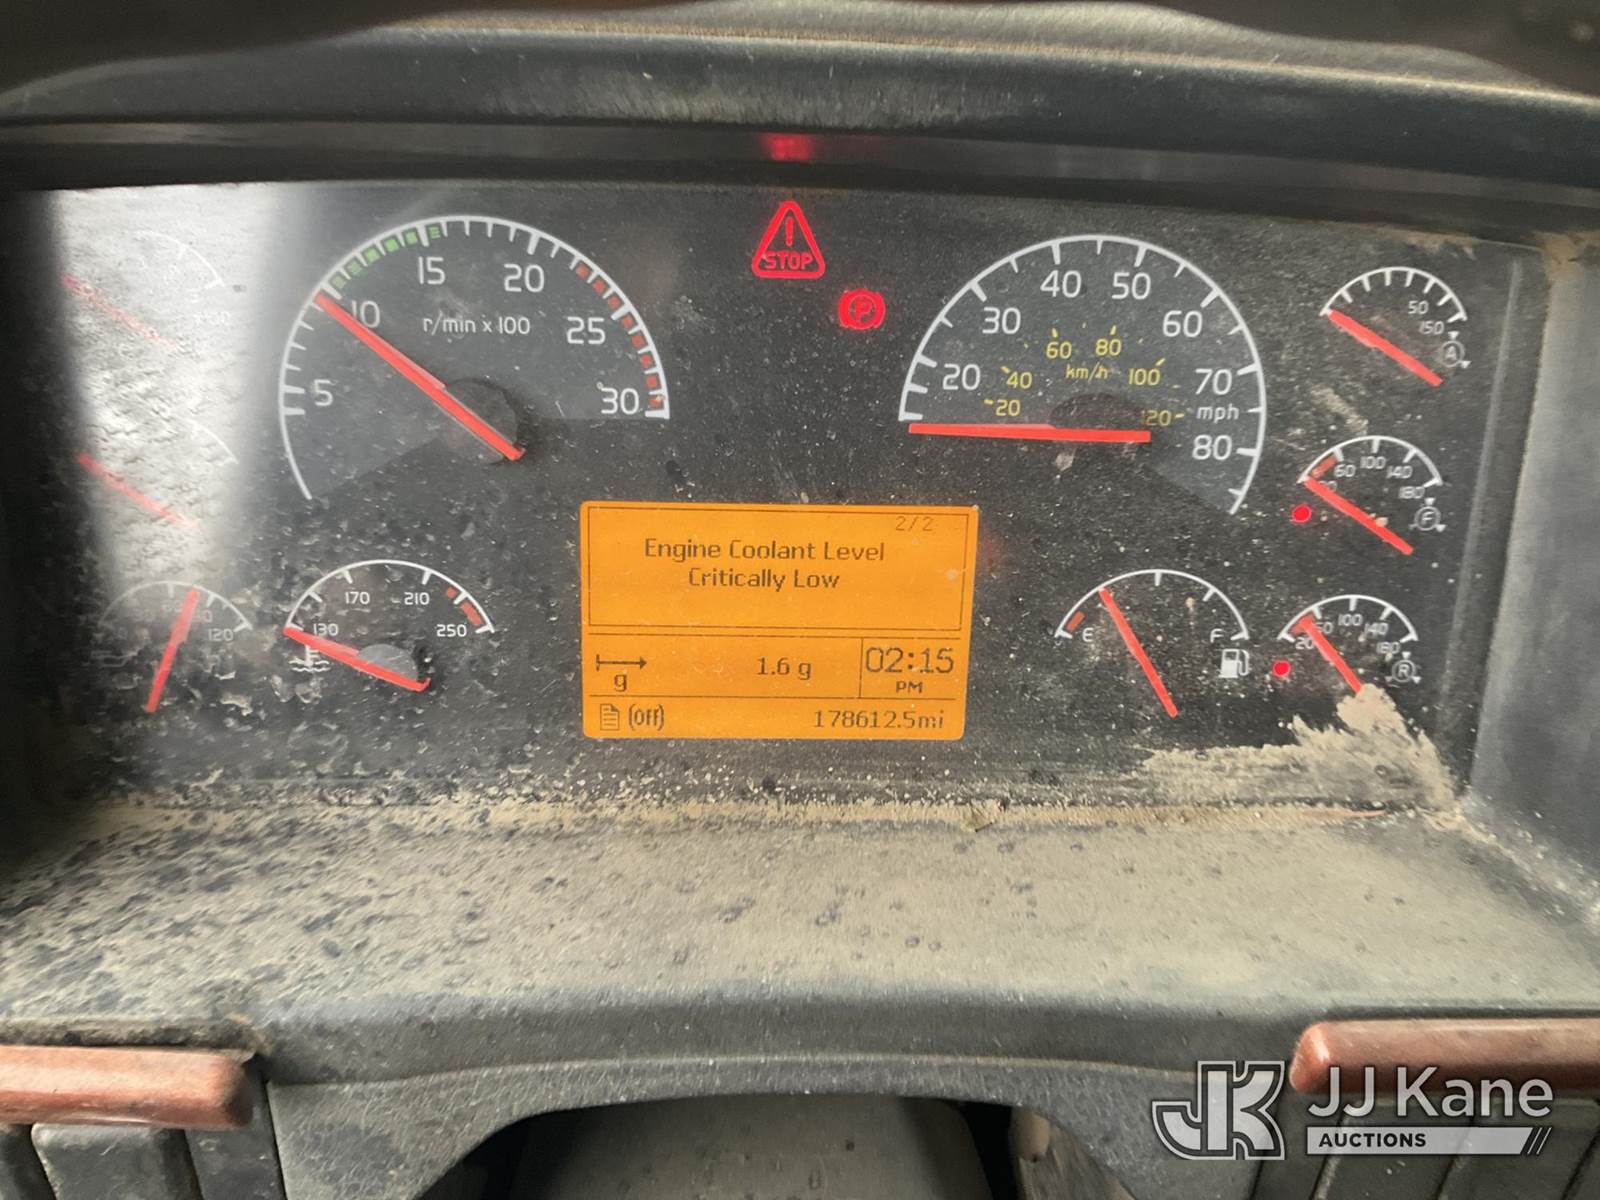 STOP
P
5
10
15
20
25
30
r/min x 100
20
30
40
50
60
70
80
mph
20
40
60
80
100
120
km/h
50
150
A
60
100
140
180
F
130
170
210
250
120
E
F
20
60
100
140
180
R
2/2
Engine Coolant Level
Critically Low
g
1.6 g
02:15
PM
(Off)
178612.5mi
JK
JJ Kane
AUCTIONS